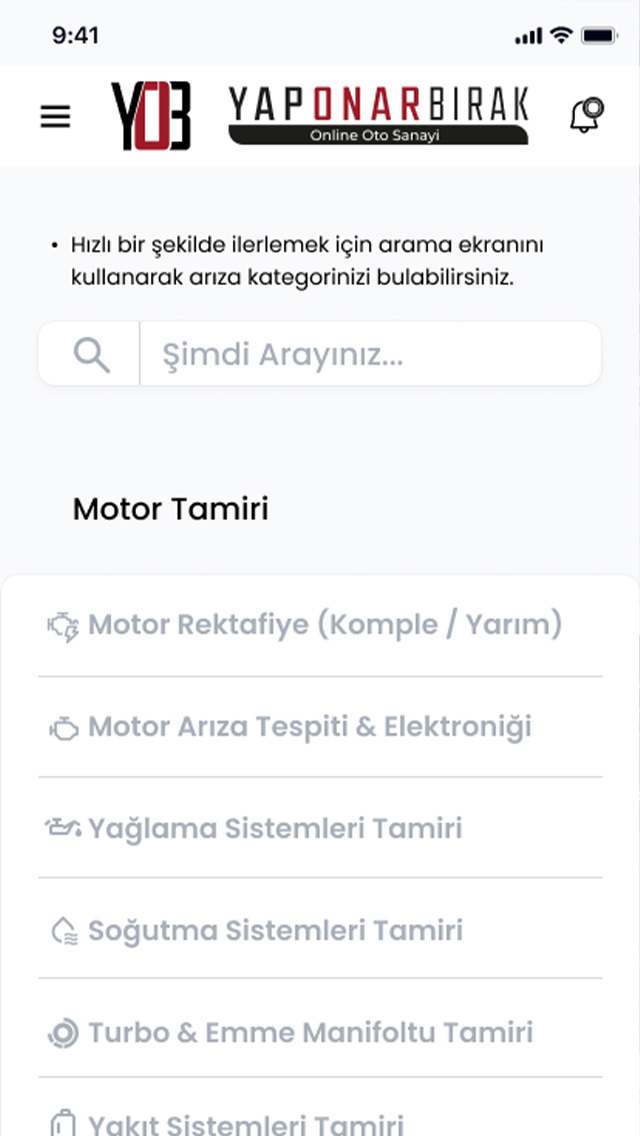 9:41
YOB
YAPONARBIRAK
Online Oto Sanayi
• Hızlı bir şekilde ilerlemek için arama ekranını
kullanarak arıza kategorinizi bulabilirsiniz.
Şimdi Arayınız...
Motor Tamiri
Motor Rektafiye (Komple / Yarım)
Motor Arıza Tespiti & Elektroniği
Yağlama Sistemleri Tamiri
Soğutma Sistemleri Tamiri
Turbo & Emme Manifoltu Tamiri
Yakıt Sistemleri Tamiri